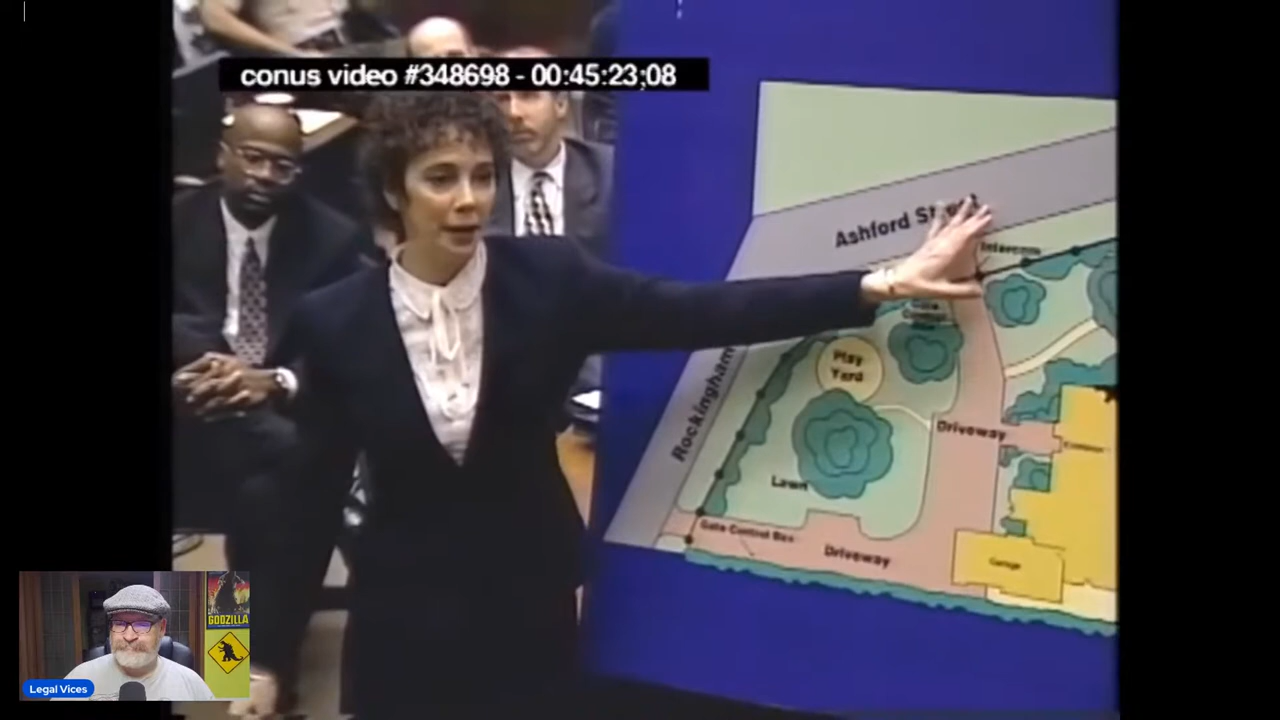 conus video #348698 - 00:45:23;08
Ashford Street
Intercom
Play
Yard
Rockingham
Driveway
Lawn
Gate Control Box
Driveway
Garage
GODZILLA
Legal Vices